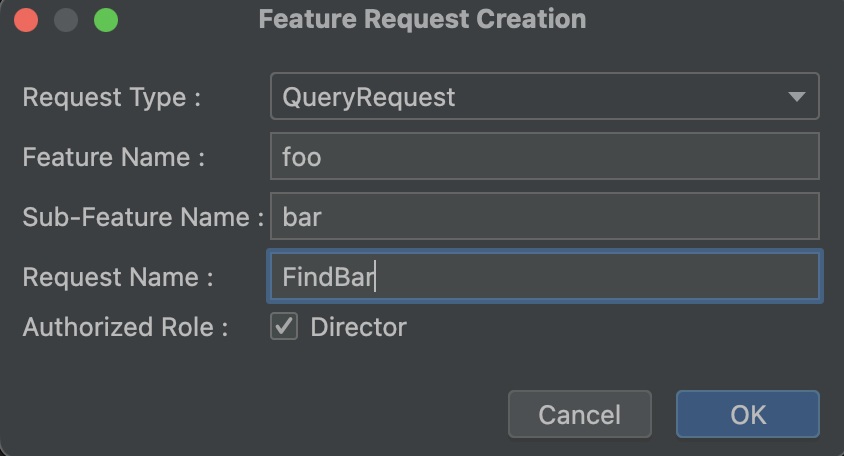 Feature Request Creation
Request Type : QueryRequest
Feature Name : foo
Sub-Feature Name : bar
Request Name : FindBar
Authorized Role : Director
Cancel OK